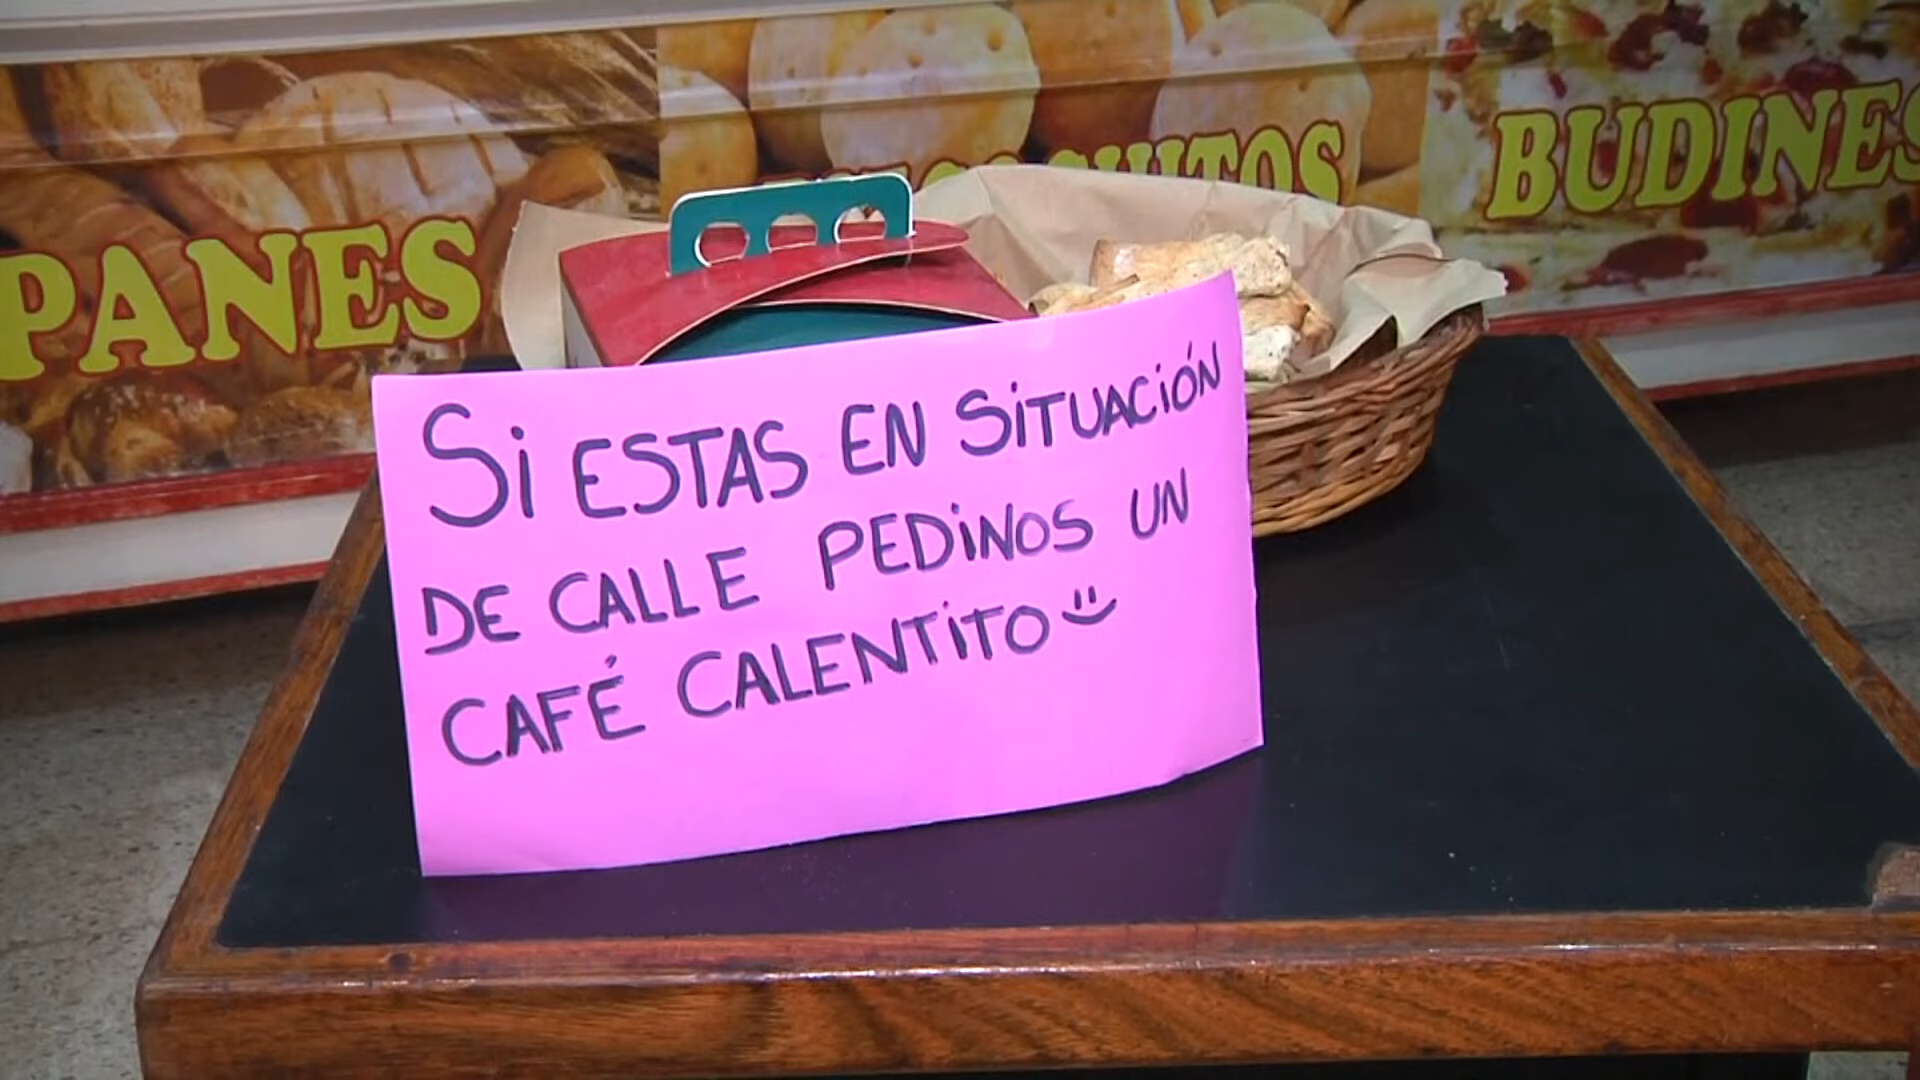 PANES
BUDINES
Si ESTAS EN SiTUACiÓN
DE CALLE PEDiNOS UN
CAFÉ CALENTiTO